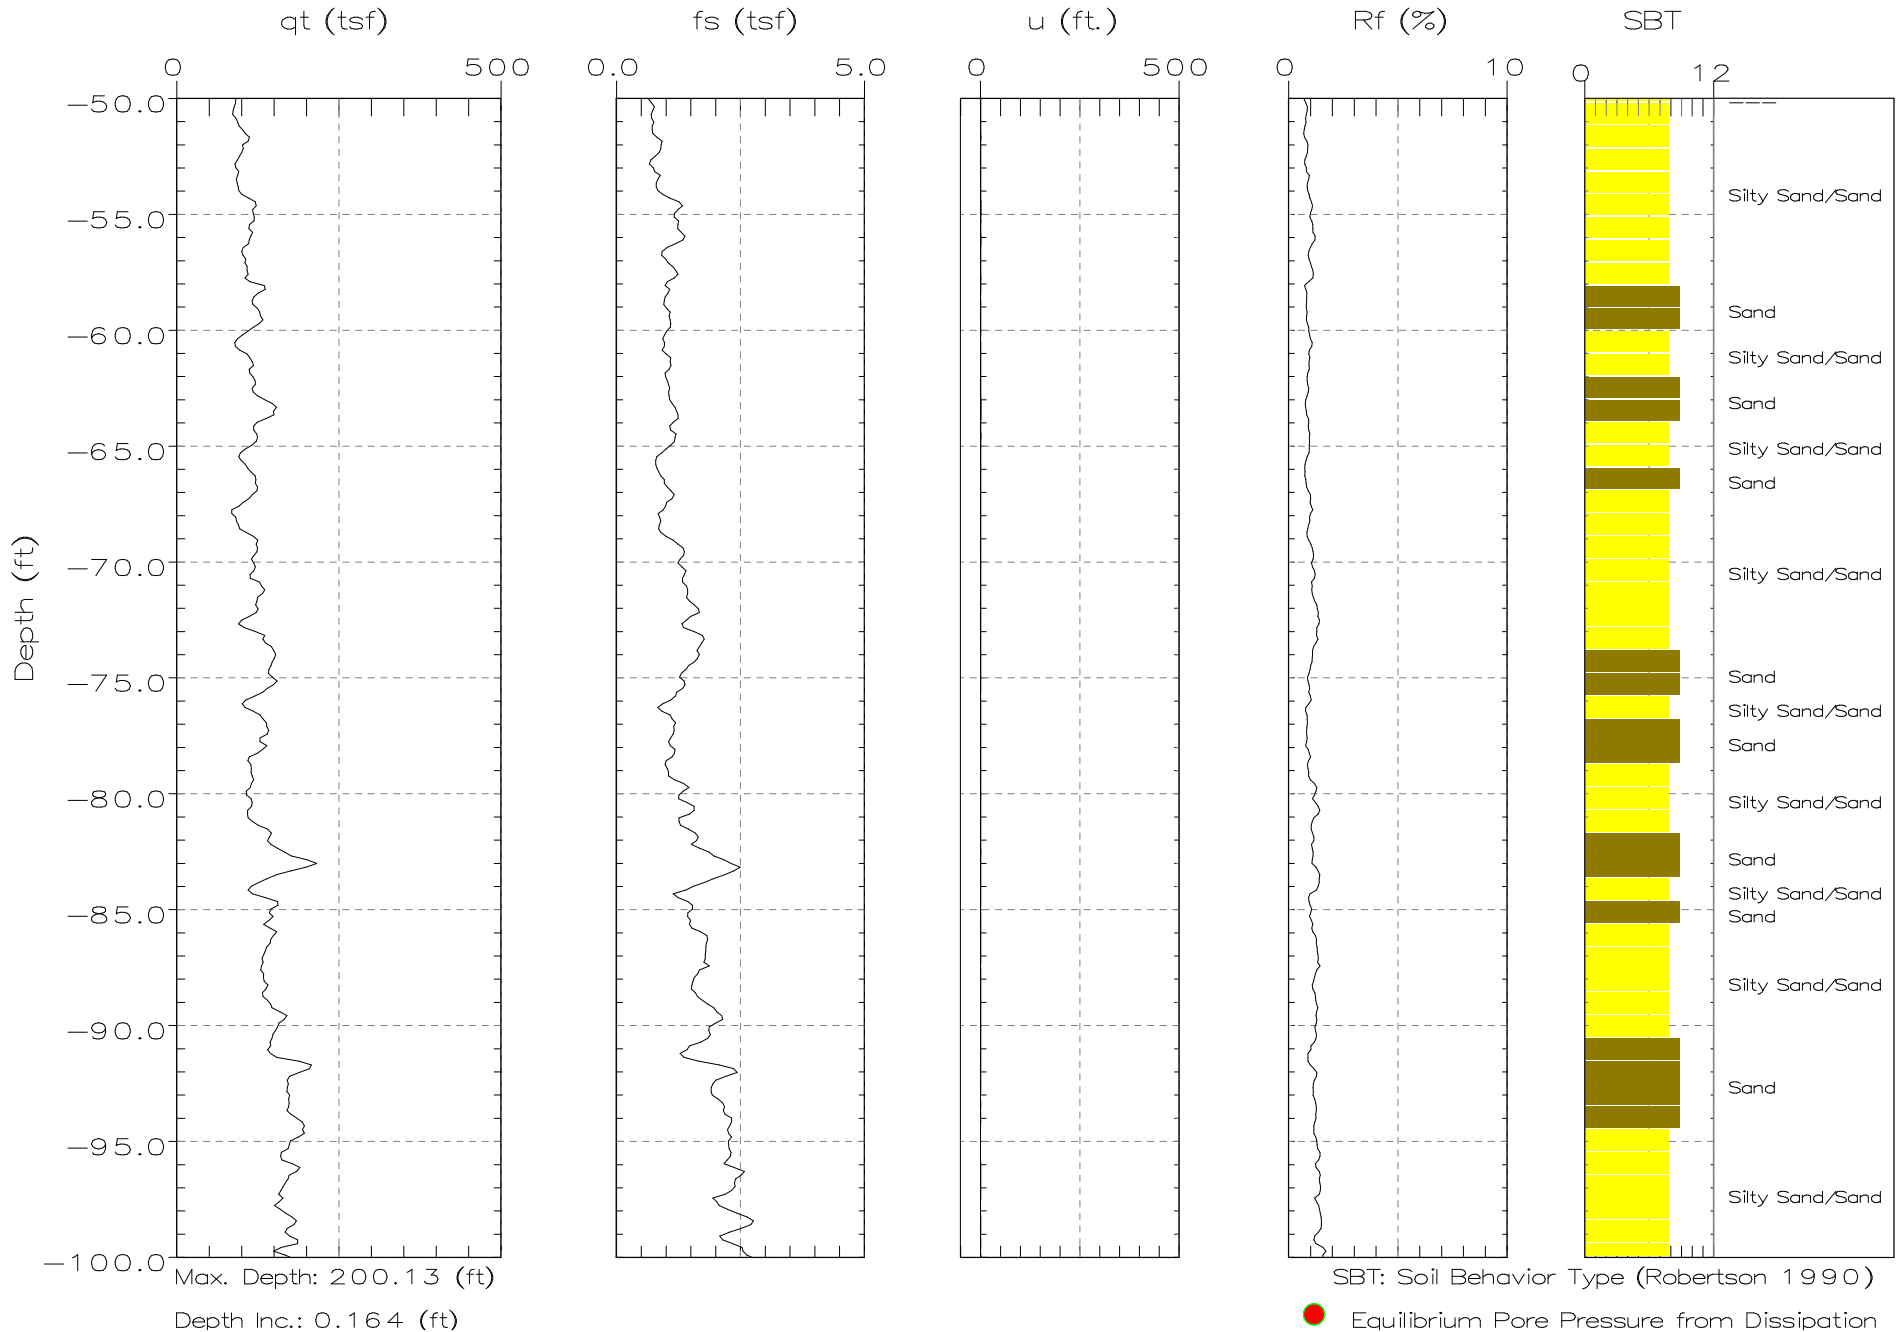 qt (tsf) fs (tsf) u (ft.) Rf (%) SBT
0 500 0.0 5.0 0 500 0 10 0 12
-50.0
Silty Sand/Sand
-55.0
Sand
-60.0
Silty Sand/Sand
Sand
-65.0
Silty Sand/Sand
Sand
Depth (ft)
-70.0
Silty Sand/Sand
-75.0
Sand
Silty Sand/Sand
Sand
-80.0
Silty Sand/Sand
Sand
Silty Sand/Sand
-85.0
Sand
Silty Sand/Sand
-90.0
Sand
-95.0
Silty Sand/Sand
-100.0
Max. Depth: 200.13 (ft)
SBT: Soil Behavior Type (Robertson 1990)
Depth Inc.: 0.164 (ft)
Equilibrium Pore Pressure from Dissipation